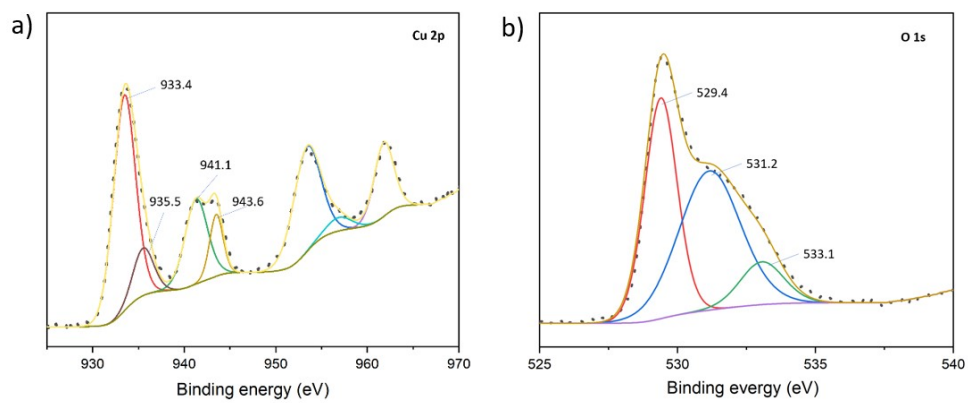 a)
Cu 2p
933.4
941.1
935.5
943.6
930 940 950 960 970
Binding energy (eV)
b)
O 1s
529.4
531.2
533.1
525 530 535 540
Binding evergy (eV)